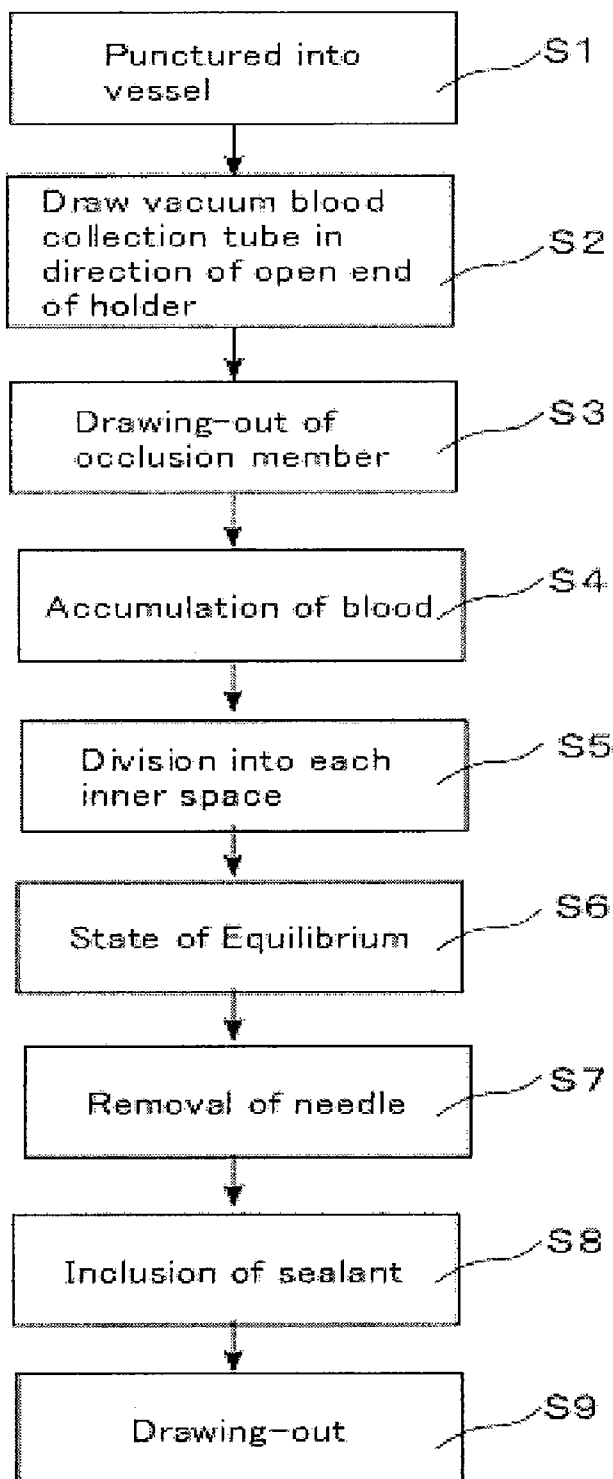 Punctured into
vessel
S1
Draw vacuum blood
collection tube in
direction of open end
of holder
S2
Drawing-out of
occlusion member
S3
Accumulation of blood
S4
Division into each
inner space
S5
State of Equilibrium
S6
Removal of needle
S7
Inclusion of sealant
S8
Drawing-out
S9